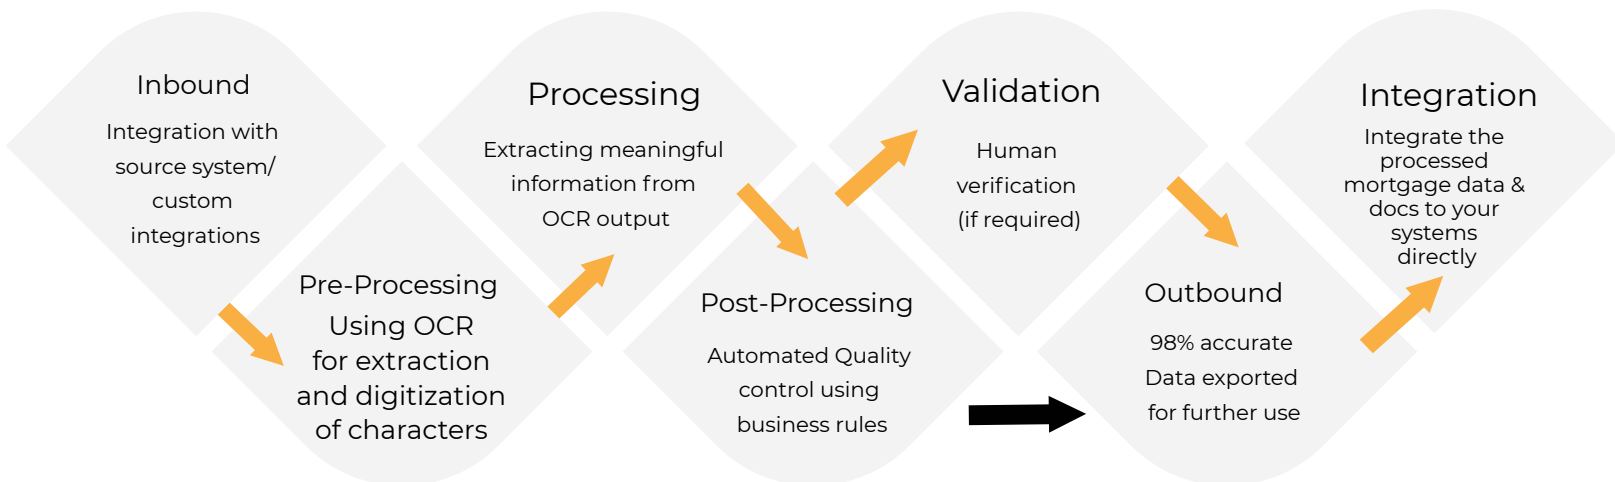 Inbound
Integration with
source system/
custom
integrations
Pre-Processing
Using OCR
for extraction
and digitization
of characters
Processing
Extracting meaningful
information from
OCR output
Post-Processing
Automated Quality
control using
business rules
Validation
Human
verification
(if required)
Outbound
98% accurate
Data exported
for further use
Integration
Integrate the
processed
mortgage data &
docs to your
systems
directly